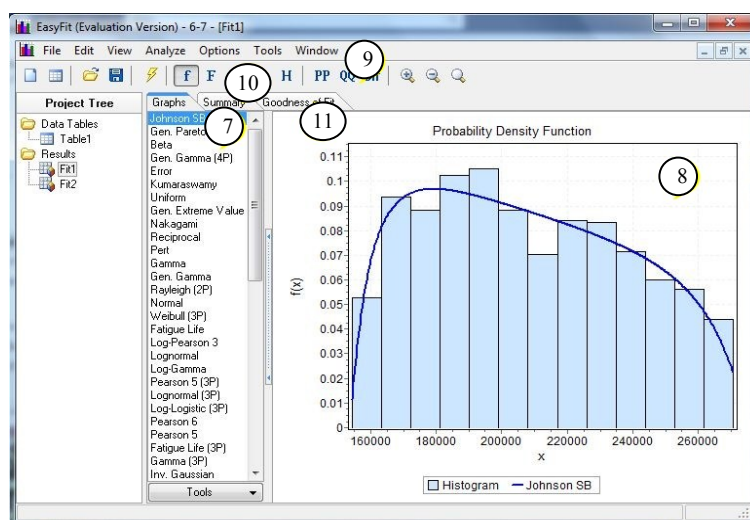 EasyFit (Evaluation Version) - 6-7 - [Fit1]
File Edit View Analyze Options Tools Window
9
f F H PP
10
Project Tree
Data Tables
Table1
Results
Fit1
Fit2
Graphs Summary Goodness of Fit
7
11
Johnson SB
Gen. Pareto
Beta
Gen. Gamma (4P)
Error
Kumaraswamy
Uniform
Gen. Extreme Value
Nakagami
Reciprocal
Pert
Gamma
Gen. Gamma
Rayleigh (2P)
Normal
Weibull (3P)
Fatigue Life
Log-Pearson 3
Lognormal
Log-Gamma
Pearson 5 (3P)
Lognormal (3P)
Log-Logistic (3P)
Pearson 6
Pearson 5
Fatigue Life (3P)
Gamma (3P)
Inv. Gaussian
Tools
Probability Density Function
8
0.11
0.1
0.09
0.08
0.07
0.06
0.05
0.04
0.03
0.02
0.01
0
f(x)
160000 180000 200000 220000 240000 260000
x
Histogram Johnson SB